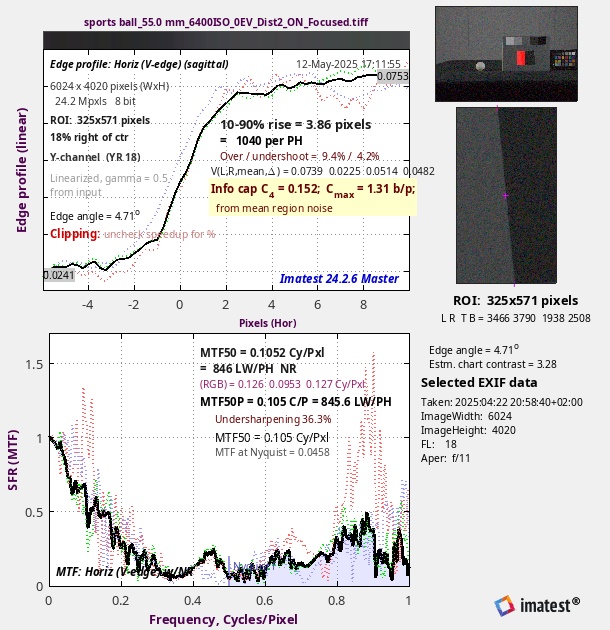 sports ball_55.0 mm_6400ISO_0EV_Dist2_ON_Focused.tiff
Edge profile: Horiz (V-edge) (sagittal)
12-May-2025 17:11:55
0.0753
6024 x 4020 pixels (WxH)
24.2 Mpxls 8 bit
ROI: 325x571 pixels
18% right of ctr
Y-channel (YR18)
Linearized, gamma = 0.5,
from input
Edge angle = 4.71°
Clipping: uncheck speedup for %
10-90% rise = 3.86 pixels
= 1040 per PH
Over / undershoot = 9.4% / 4.2%
V(L,R,mean,Δ) = 0.0739 0.0225 0.0514 0.0482
Info cap C4 = 0.152; Cmax = 1.31 b/p;
from mean region noise
0.0241
Imatest 24.2.6 Master
Edge profile (linear)
-4 -2 0 2 4 6 8
Pixels (Hor)
MTF50 = 0.1052 Cy/Pxl
= 846 LW/PH NR
(RGB) = 0.126 0.0953 0.127 Cy/Pxl
MTF50P = 0.105 C/P = 845.6 LW/PH
Undersharpening 36.3%
MTF50 = 0.105 Cy/Pxl
MTF at Nyquist = 0.0458
MTF: Horiz (V-edge) w/NR
SFR (MTF)
1.5
1
0.5
0
0 0.2 0.4 0.6 0.8 1
Frequency, Cycles/Pixel
ROI: 325x571 pixels
L R T B = 3466 3790 1938 2508
Edge angle = 4.71°
Estm. chart contrast = 3.28
Selected EXIF data
Taken: 2025:04:22 20:58:40+02:00
ImageWidth: 6024
ImageHeight: 4020
FL: 18
Aper: f/11
imatest®